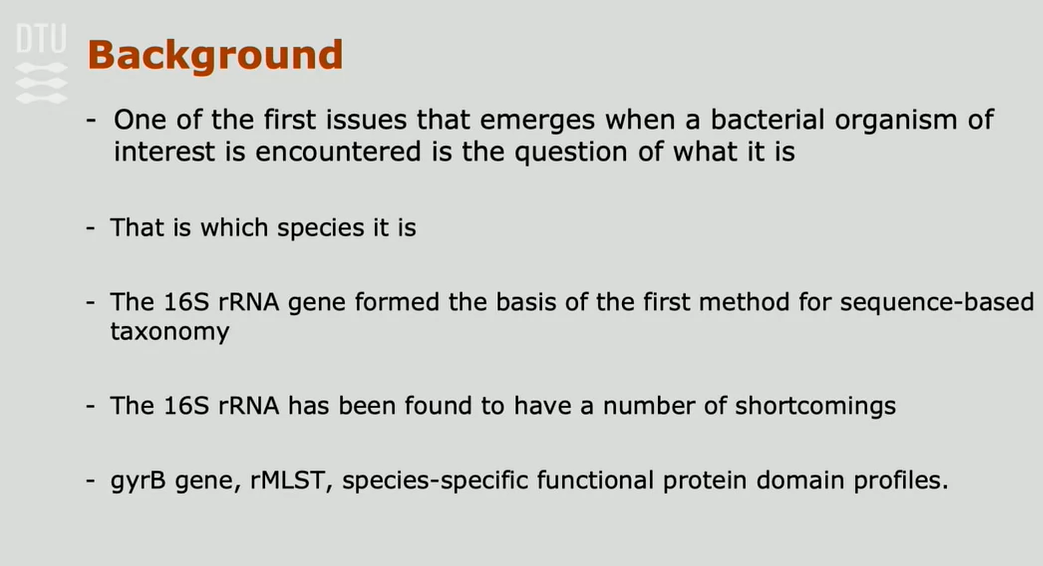 DTU
Background
- One of the first issues that emerges when a bacterial organism of
interest is encountered is the question of what it is
- That is which species it is
- The 16S rRNA gene formed the basis of the first method for sequence-based
taxonomy
- The 16S rRNA has been found to have a number of shortcomings
- gyrB gene, rMLST, species-specific functional protein domain profiles.